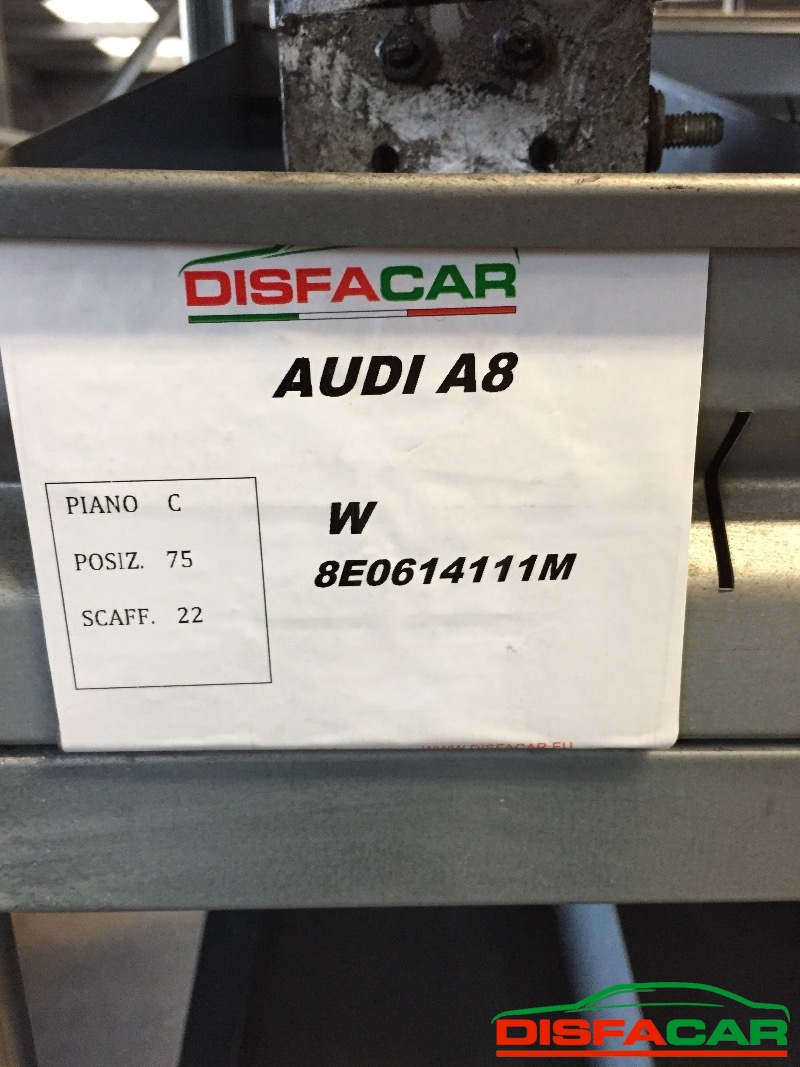 DISFACAR
AUDI A8
PIANO C
POSIZ. 75
SCAFF. 22
W
8E0614111M
WWW.DISFACAR.EU
DISFACAR